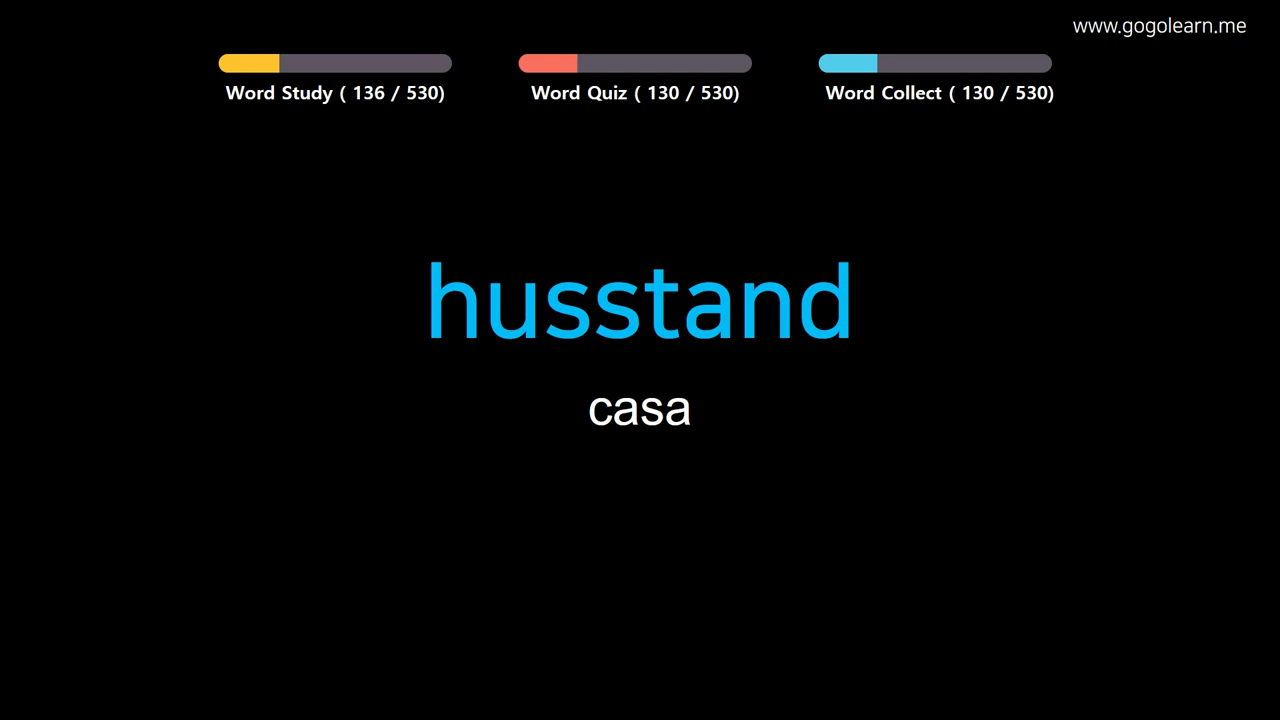 www.gogolearn.me
Word Study ( 136 / 530)
Word Quiz ( 130 / 530)
Word Collect ( 130 / 530)
husstand
casa